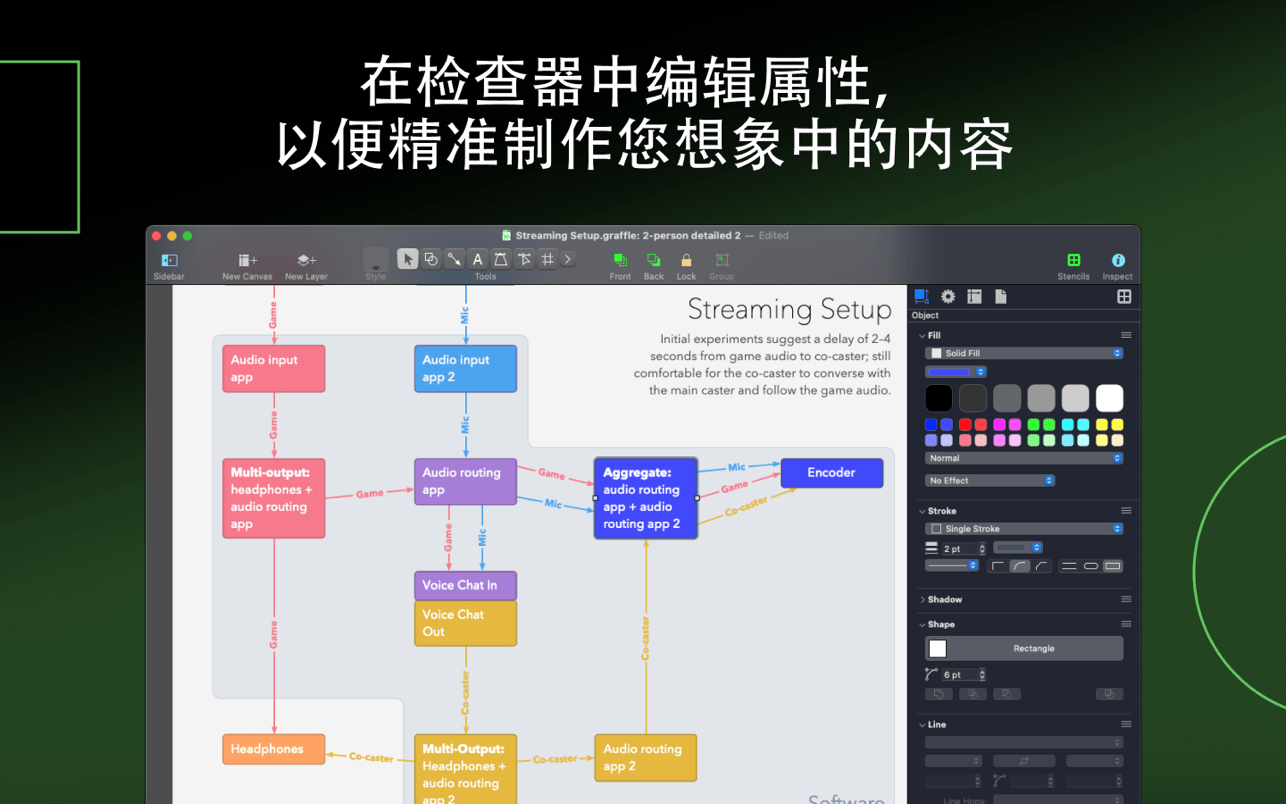 在检查器中编辑属性,
以便精准制作您想象中的内容
Streaming Setup.graffle: 2-person detailed 2 — Edited
Sidebar
New Canvas
New Layer
Style
Tools
Front
Back
Lock
Group
Stencils
Inspect
Streaming Setup
Initial experiments suggest a delay of 2-4
seconds from game audio to co-caster; still
comfortable for the co-caster to converse with
the main caster and follow the game audio.
Game
Mic
Audio input
app
Audio input
app 2
Game
Mic
Multi-output:
headphones +
audio routing
app
Game
Audio routing
app
Game
Mic
Aggregate:
audio routing
app + audio
routing app 2
Mic
Game
Co-caster
Encoder
Game
Mic
Voice Chat In
Voice Chat
Out
Game
Co-caster
Co-caster
Headphones
Co-caster
Multi-Output:
Headphones +
audio routing
app 2
Co-caster
Audio routing
app 2
Software
Object
Fill
Solid Fill
Normal
No Effect
Stroke
Single Stroke
2 pt
Shadow
Shape
Rectangle
6 pt
Line
Line Hops: